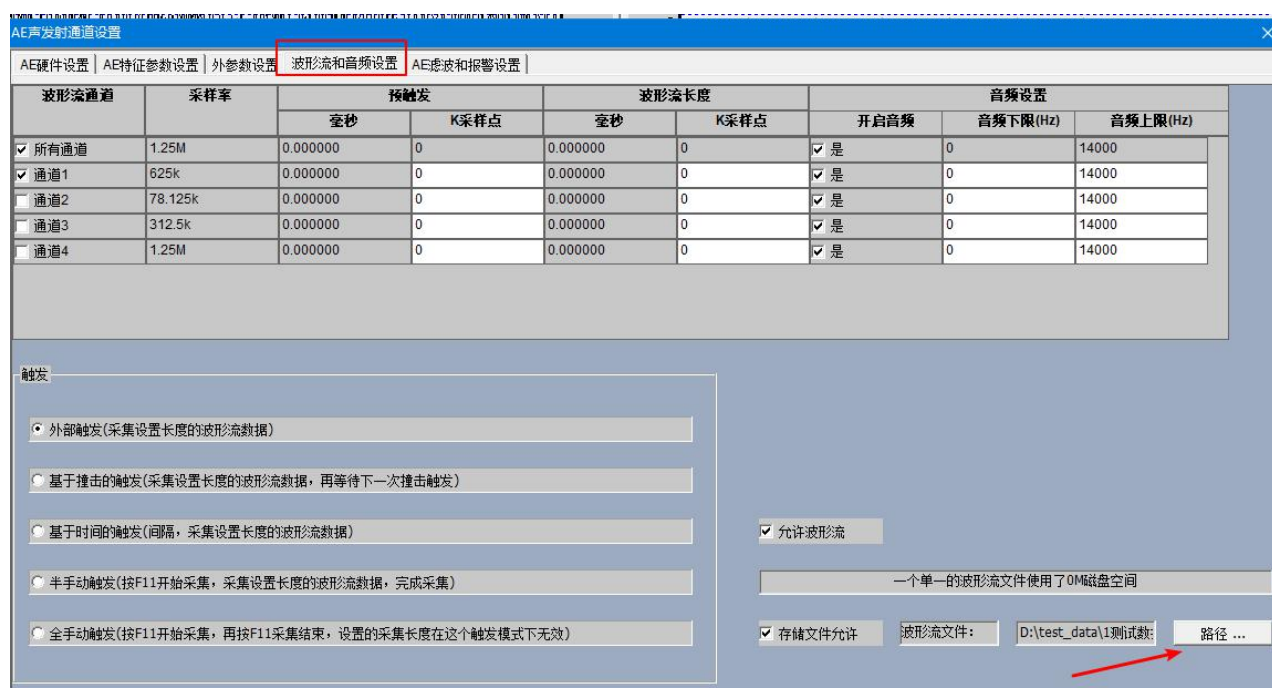 AE声发射通道设置
AE硬件设置 AE特征参数设置 外参数设置 波形流和音频设置 AE虑波和报警设置
波形流通道 采样率 预触发 波形流长度 音频设置
毫秒 K采样点 毫秒 K采样点 开启音频 音频下限(Hz) 音频上限(Hz)
所有通道 1.25M 0.000000 0 0.000000 0 是 0 14000
通道1 625k 0.000000 0 0.000000 0 是 0 14000
通道2 78.125k 0.000000 0 0.000000 0 是 0 14000
通道3 312.5k 0.000000 0 0.000000 0 是 0 14000
通道4 1.25M 0.000000 0 0.000000 0 是 0 14000
触发
外部触发(采集设置长度的波形流数据)
基于撞击的触发(采集设置长度的波形流数据，再等待下一次撞击触发)
基于时间的触发(间隔，采集设置长度的波形流数据)
允许波形流
半手动触发(按F11开始采集，采集设置长度的波形流数据，完成采集)
一个单一的波形流文件使用了0M磁盘空间
全手动触发(按F11开始采集，再按F11采集结束，设置的采集长度在这个触发模式下无效)
存储文件允许 波形流文件： D:\test_data\1测试数 路径 ...